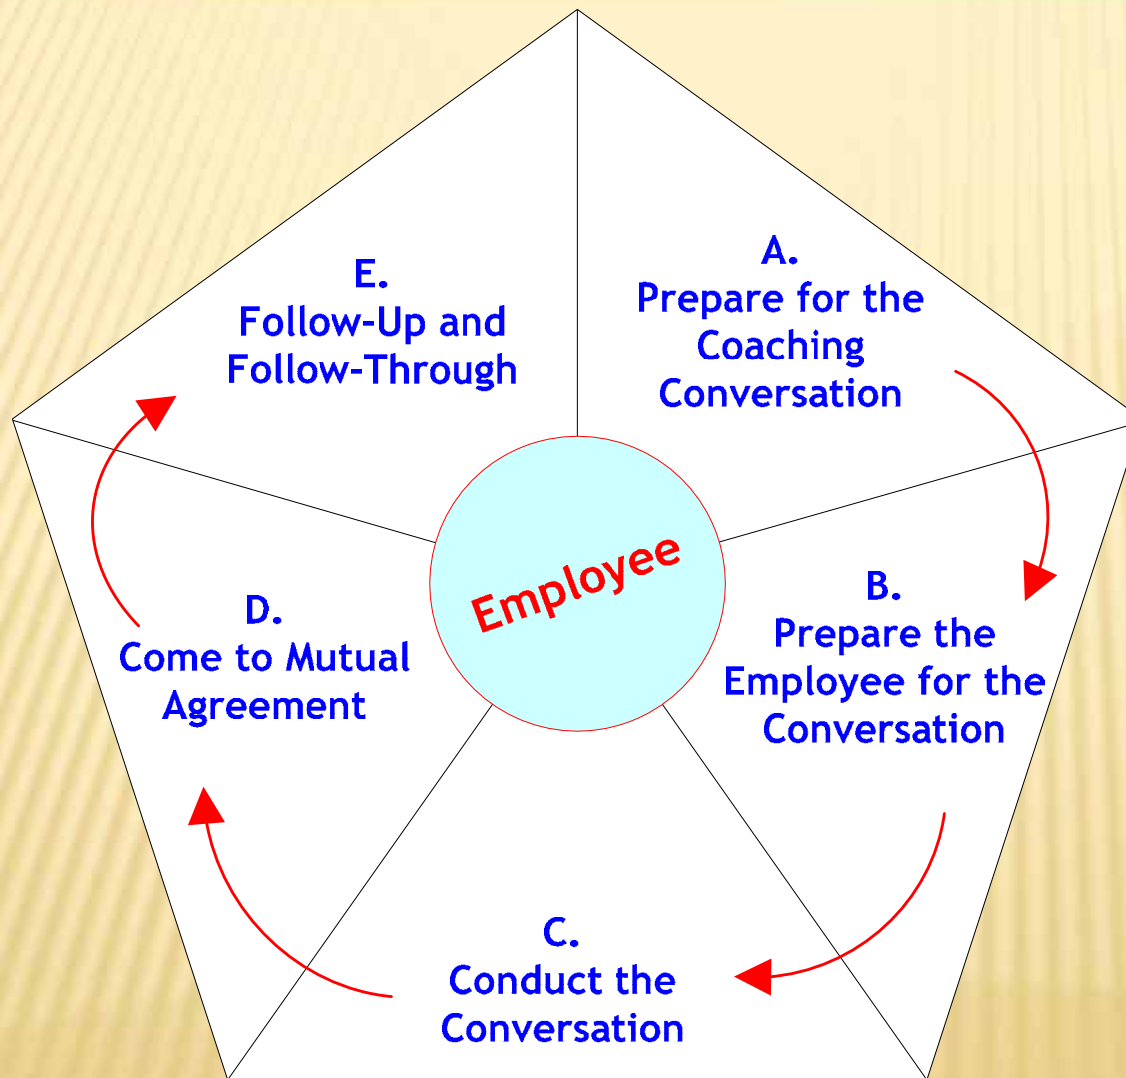 A.
Prepare for the
Coaching
Conversation
B.
Prepare the
Employee for the
Conversation
C.
Conduct the
Conversation
D.
Come to Mutual
Agreement
E.
Follow-Up and
Follow-Through
Employee